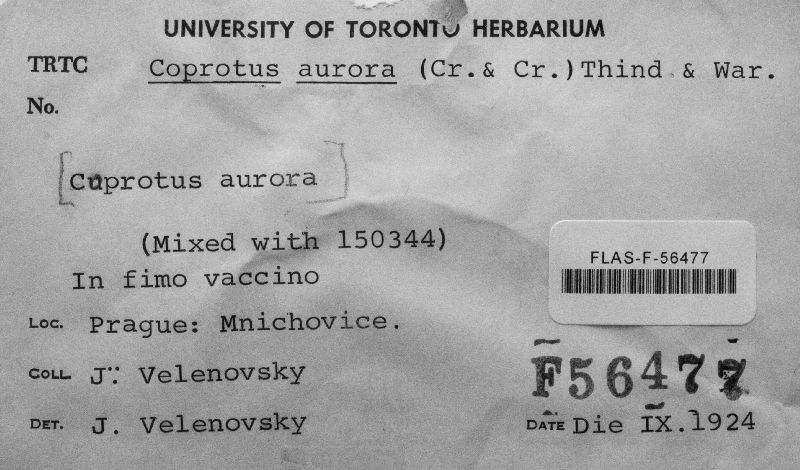 UNIVERSITY OF TORONTO HERBARIUM
TRTC Coprotus aurora (Cr.& Cr.)Thind & War.
No.
[Cuprotus aurora]
(Mixed with 150344)
In fimo vaccino
FLAS-F-56477
LOC. Prague: Mnichovice.
COLL. J. Velenovsky
F56477
DET. J. Velenovsky
DATE Die IX.1924